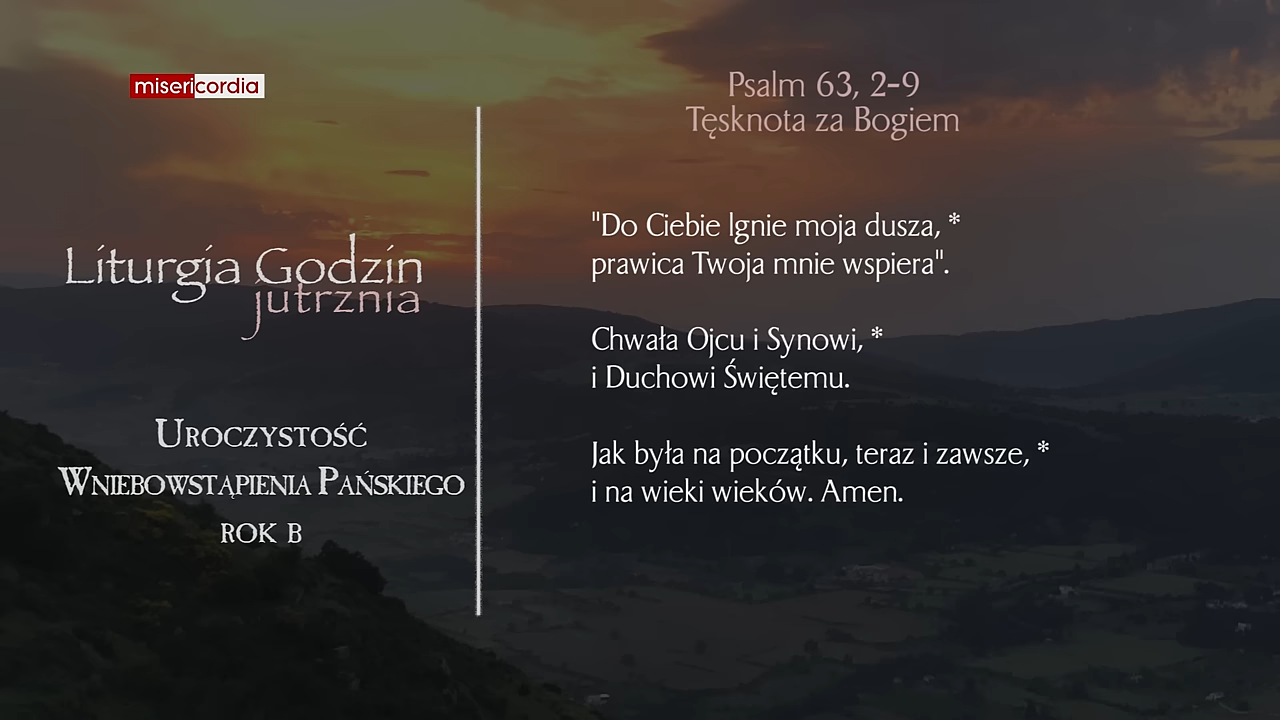 misericordia
Liturgia Godzin
jutrznia
Uroczystość
Wniebowstąpienia Pańskiego
rok B
Psalm 63, 2-9
Tęsknota za Bogiem
"Do Ciebie lgnie moja dusza, *
prawica Twoja mnie wspiera".
Chwała Ojcu i Synowi, *
i Duchowi Świętemu.
Jak była na początku, teraz i zawsze, *
i na wieki wieków. Amen.